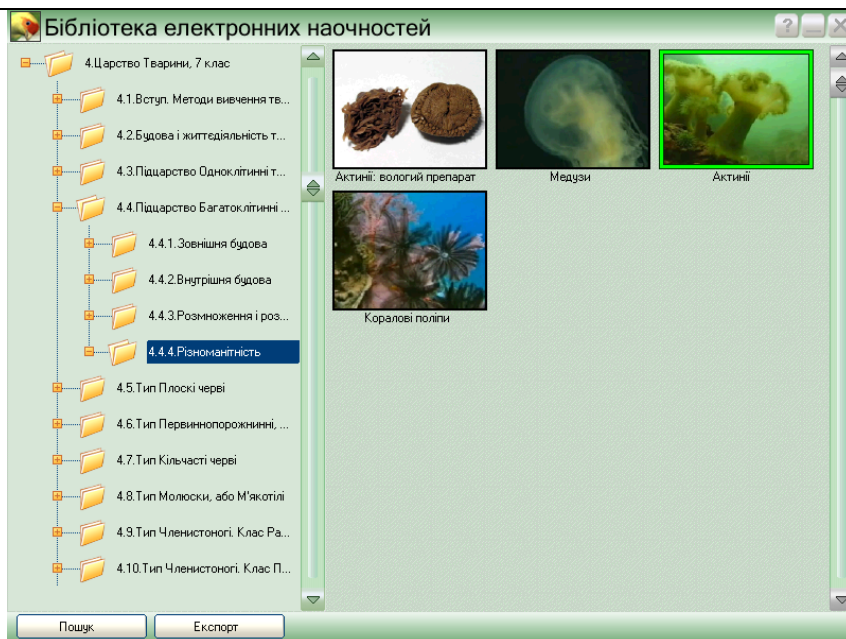 Бібліотека електронних наочностей
4.Царство Тварини, 7 клас
4.1.Вступ. Методи вивчення тв...
4.2.Будова і життєдіяльність т...
4.3.Підцарство Одноклітинні т...
4.4.Підцарство Багатоклітинні ...
4.4.1.Зовнішня будова
4.4.2.Внутрішня будова
4.4.3.Розмноження і роз...
4.4.4.Різноманітність
4.5.Тип Плоскі черві
4.6.Тип Первиннопорожнинні, ...
4.7.Тип Кільчасті черві
4.8.Тип Молюски, або М'якотілі
4.9.Тип Членистоногі. Клас Ра...
4.10.Тип Членистоногі. Клас П...
Актинії: вологий препарат
Медузи
Актинії
Коралові поліпи
Пошук
Експорт